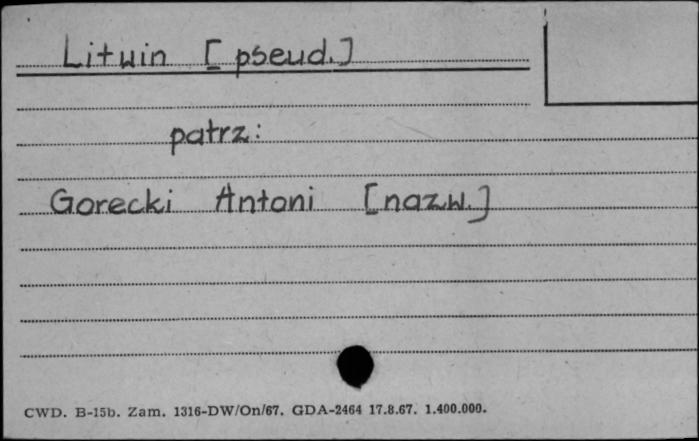 Litwin [pseud.]
patrz:
Gorecki Antoni [nazw.]
CWD. B-15b. Zam. 1316-DW/On/67. GDA-2464 17.8.67. 1.400.000.